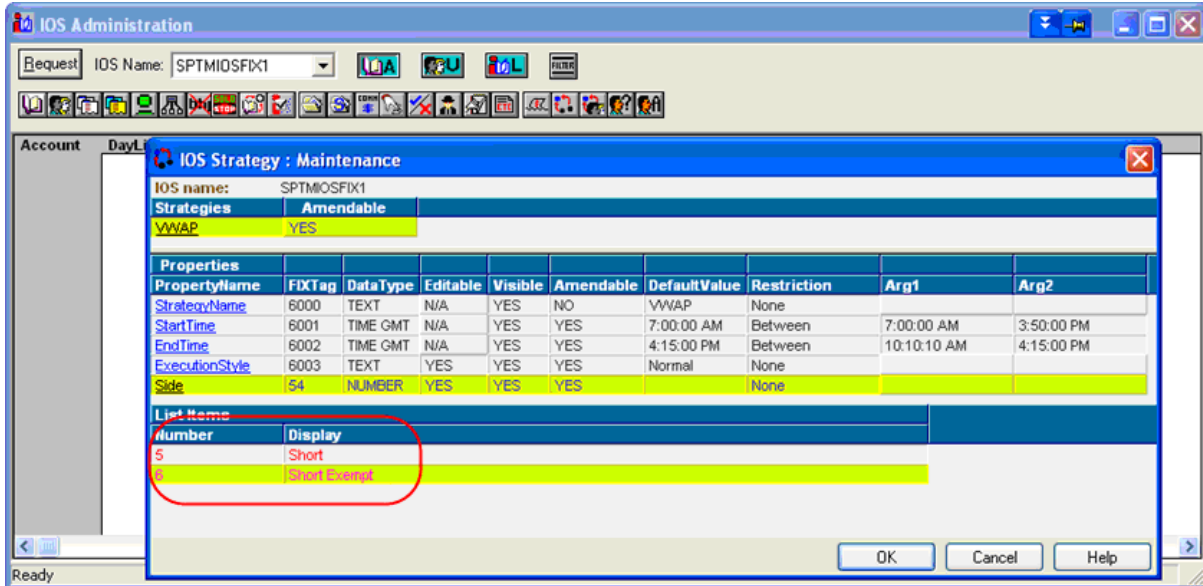 IOS Administration
Request IOS Name: SPTMIOSFIX1 A U L FILTER
Account DayLi
IOS Strategy : Maintenance
IOS name: SPTMIOSFIX1
Strategies Amendable
VWAP YES
Properties
PropertyName FIXTag DataType Editable Visible Amendable DefaultValue Restriction Arg1 Arg2
StrategyName 6000 TEXT N/A YES NO VWAP None
StartTime 6001 TIME GMT N/A YES YES 7:00:00 AM Between 7:00:00 AM 3:50:00 PM
EndTime 6002 TIME GMT N/A YES YES 4:15:00 PM Between 10:10:10 AM 4:15:00 PM
ExecutionStyle 6003 TEXT YES YES YES Normal None
Side 54 NUMBER YES YES YES None
List Items
Number Display
5 Short
6 Short Exempt
OK Cancel Help
Ready